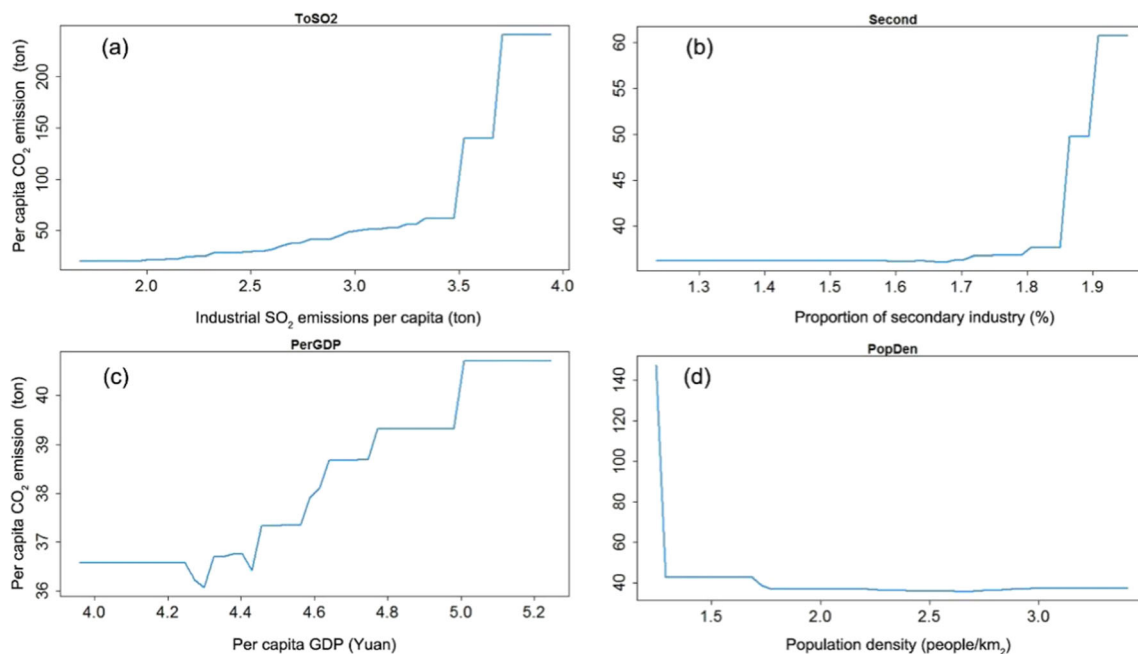 ToSO2
(a)
Per capita CO₂ emission (ton)
200
150
100
50
2.0 2.5 3.0 3.5 4.0
Industrial SO₂ emissions per capita (ton)
Second
(b)
60
55
50
45
40
1.3 1.4 1.5 1.6 1.7 1.8 1.9
Proportion of secondary industry (%)
PerGDP
(c)
Per capita CO₂ emission (ton)
40
39
38
37
36
4.0 4.2 4.4 4.6 4.8 5.0 5.2
Per capita GDP (Yuan)
PopDen
(d)
140
120
100
80
60
40
1.5 2.0 2.5 3.0
Population density (people/km₂)